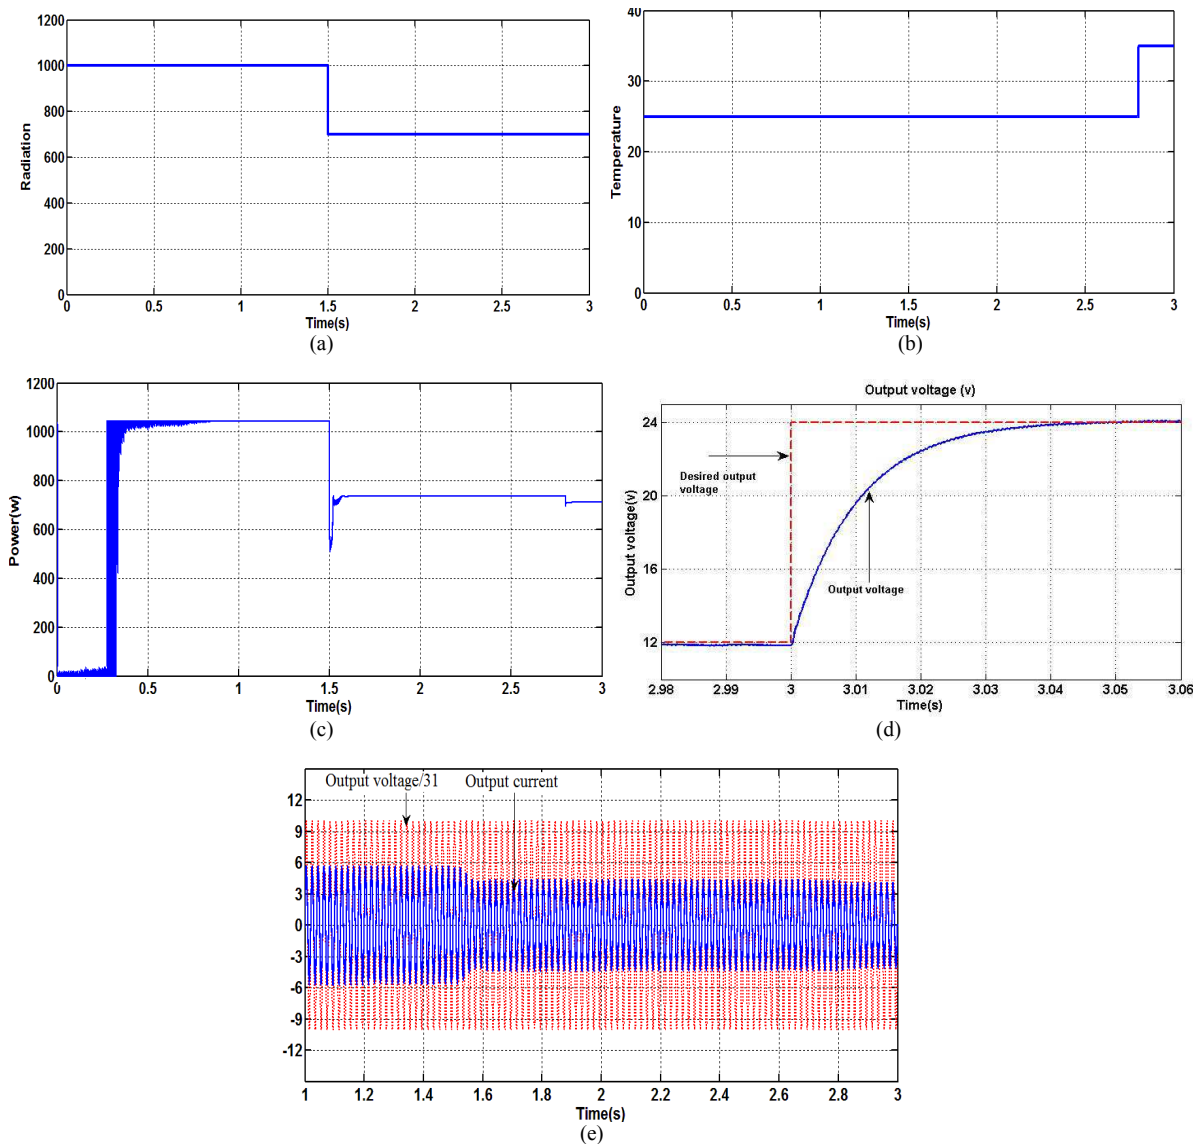 1200
1000
800
600
400
200
0
Radiation
0 0.5 1 1.5 2 2.5 3
Time(s)
(a)
40
30
20
10
0
Temperature
0 0.5 1 1.5 2 2.5 3
Time(s)
(b)
1200
1000
800
600
400
200
0
Power(w)
0 0.5 1 1.5 2 2.5 3
Time(s)
(c)
Output voltage (v)
24
20
16
12
Output voltage(v)
Desired output
voltage
Output voltage
2.98 2.99 3 3.01 3.02 3.03 3.04 3.05 3.06
Time(s)
(d)
Output voltage/31 Output current
12
9
6
3
0
-3
-6
-9
-12
1 1.2 1.4 1.6 1.8 2 2.2 2.4 2.6 2.8 3
Time(s)
(e)